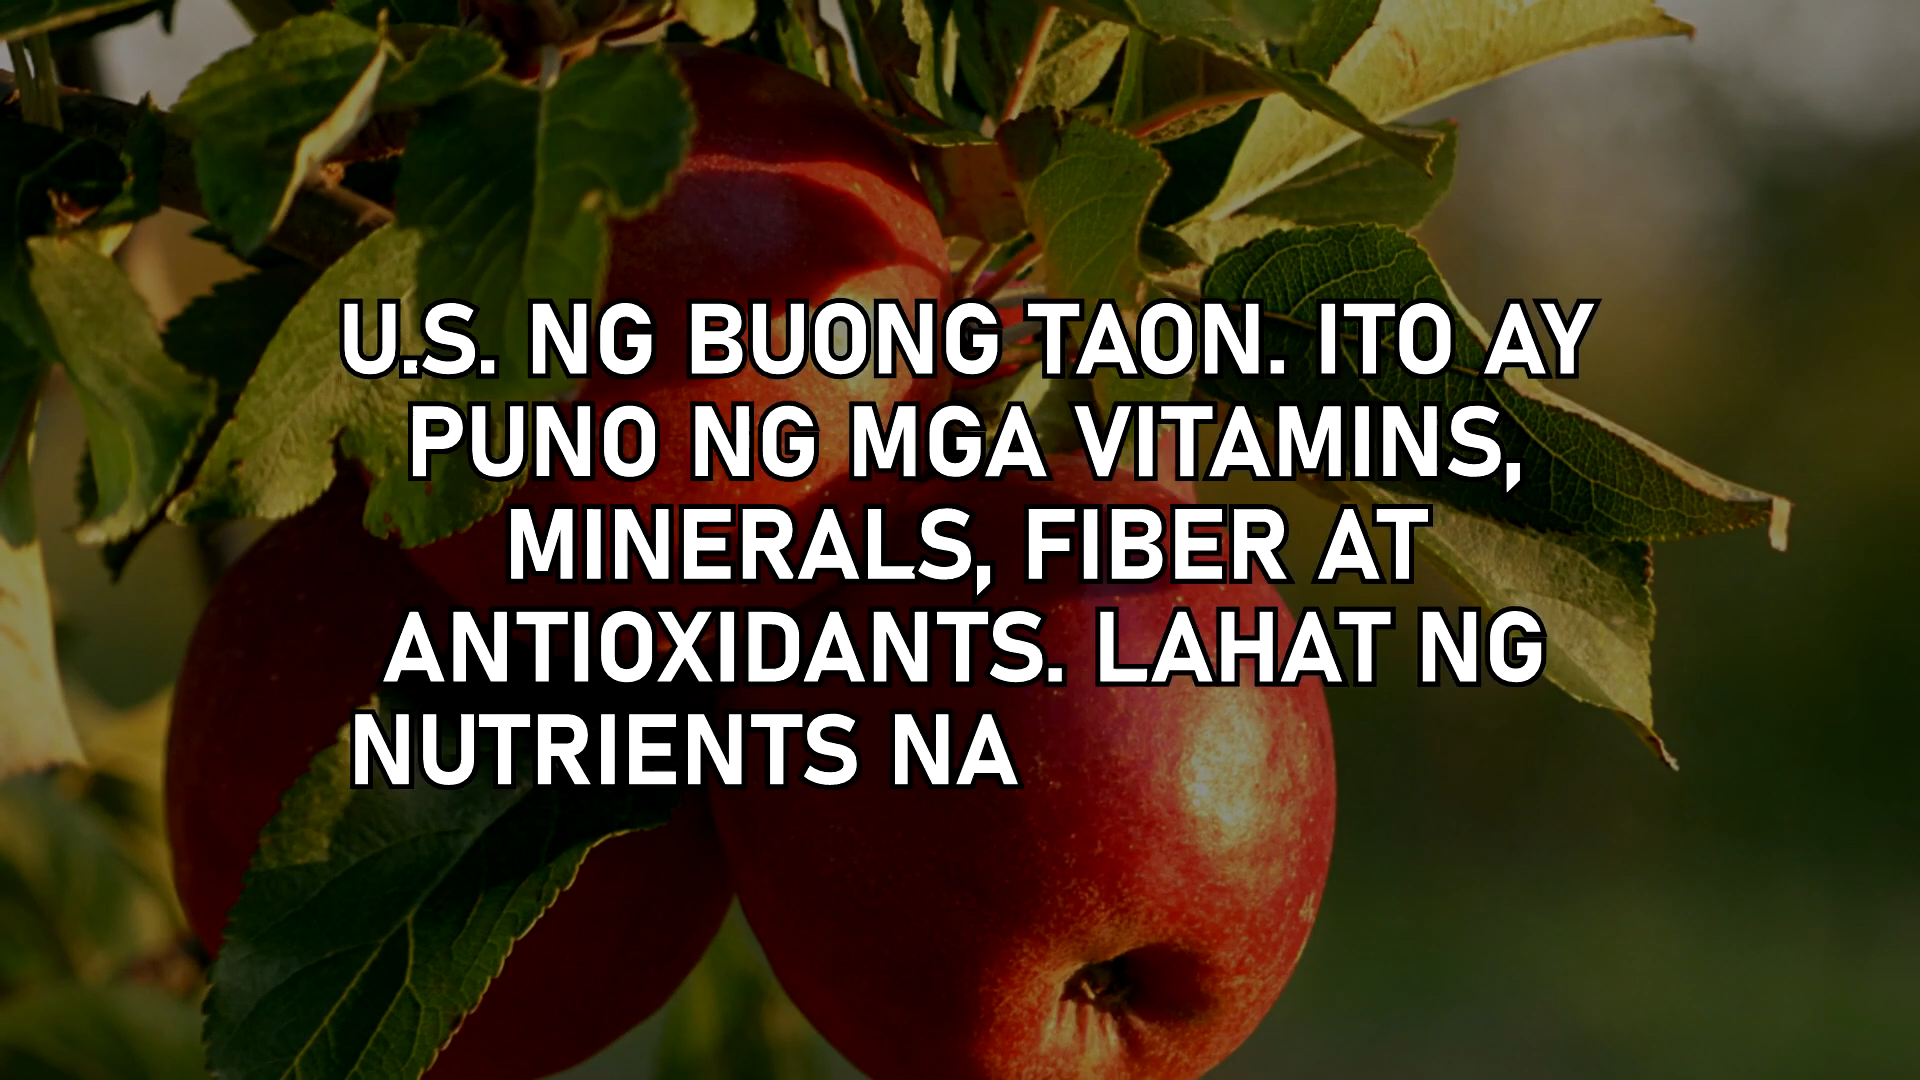 U.S. NG BUONG TAON. ITO AY
PUNO NG MGA VITAMINS,
MINERALS, FIBER AT
ANTIOXIDANTS. LAHAT NG
NUTRIENTS NA